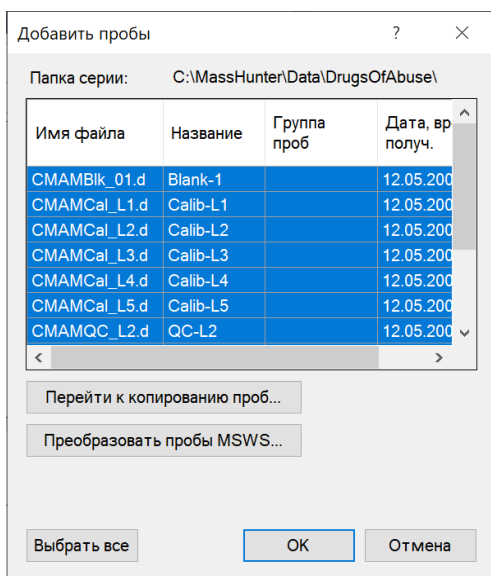 Добавить пробы ? ×
Папка серии: C:\MassHunter\Data\DrugsOfAbuse\
Имя файла Название Группа проб Дата, вр получ.
CMAMBlk_01.d Blank-1 12.05.200
CMAMCal_L1.d Calib-L1 12.05.200
CMAMCal_L2.d Calib-L2 12.05.200
CMAMCal_L3.d Calib-L3 12.05.200
CMAMCal_L4.d Calib-L4 12.05.200
CMAMCal_L5.d Calib-L5 12.05.200
CMAMQC_L2.d QC-L2 12.05.200
Перейти к копированию проб...
Преобразовать пробы MSWS...
Выбрать все OK Отмена